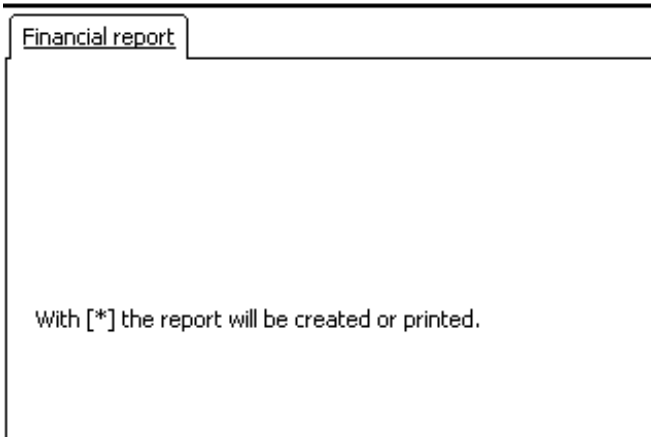 Financial report
With [*] the report will be created or printed.